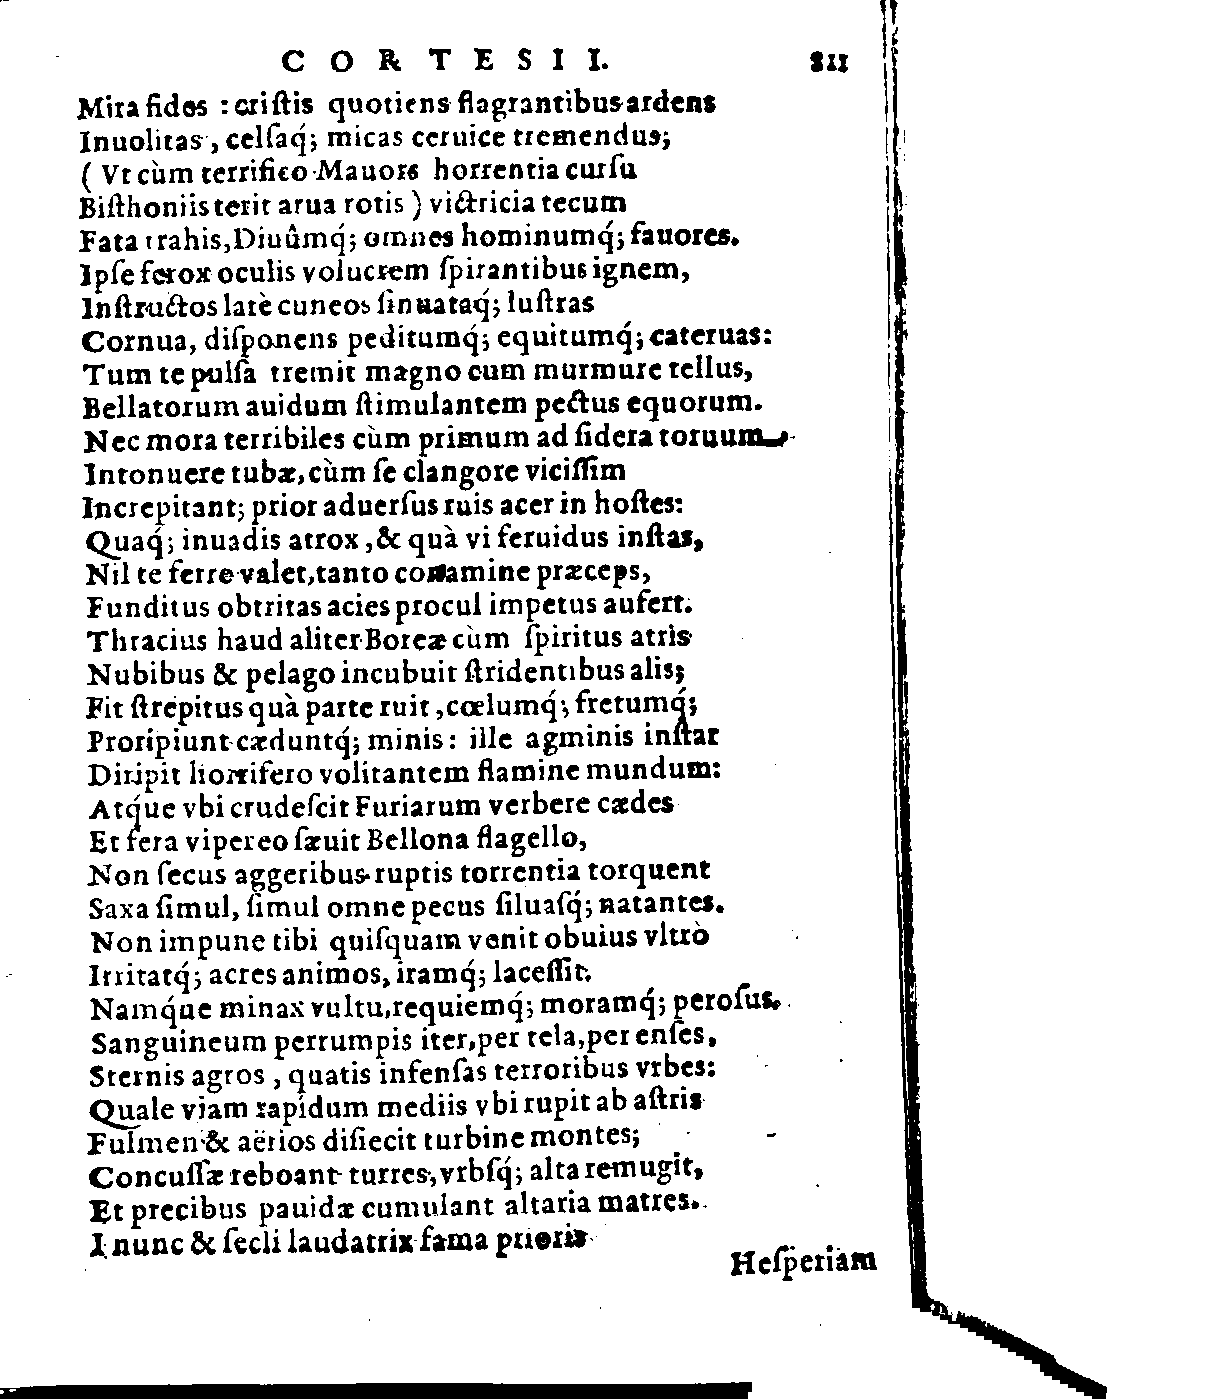 CORTESII. 811
Mira fides : cristis quotiens flagrantibus ardens
Inuolitas, celſaq́; micas ceruice tremendus;
( Vt cùm terrifico Mauors horrentia curſu
Biſthoniis terit arua rotis ) victricia tecum
Fata trahis, Diuûmq́; omnes hominumq́; fauores.
Ipſe ferox oculis volucrem ſpirantibus ignem,
Inſtructos latè cuneos ſinuataq́; luſtras
Cornua, diſponens peditumq́; equitumq́; cateruas:
Tum te pulſa tremit magno cum murmure tellus,
Bellatorum auidum ſtimulantem pectus equorum.
Nec mora terribiles cùm primum ad ſidera toruum
Intonuere tubæ, cùm ſe clangore viciſſim
Increpitant; prior aduerſus ruis acer in hoſtes:
Quaq́; inuadis atrox, & quà vi feruidus inſtas,
Nil te ferre valet, tanto conamine præceps,
Funditus obtritas acies procul impetus aufert.
Thracius haud aliter Boreæ cùm ſpiritus atris
Nubibus & pelago incubuit ſtridentibus alis;
Fit ſtrepitus quà parte ruit, cœlumq́; fretumq́;
Proripiunt cæduntq́; minis: ille agminis inſtar
Diripit horrifero volitantem flamine mundum:
Atq́ue vbi crudeſcit Furiarum verbere cædes
Et fera vipereo ſæuit Bellona flagello,
Non ſecus aggeribus ruptis torrentia torquent
Saxa ſimul, ſimul omne pecus ſiluaſq́; natantes.
Non impune tibi quiſquam venit obuius vltrò
Irritatq́; acres animos, iramq́; laceſſit.
Namq́ue minax vultu, requiemq́; moramq́; peroſus.
Sanguineum perrumpis iter, per tela, per enſes,
Sternis agros, quatis infenſas terroribus vrbes:
Quale viam rapidum mediis vbi rupit ab aſtris
Fulmen & aërios diſiecit turbine montes;
Concuſſæ reboant turres, vrbſq́; alta remugit,
Et precibus pauidæ cumulant altaria matres.
I nunc & ſecli laudatrix fama prioris
Heſperiam